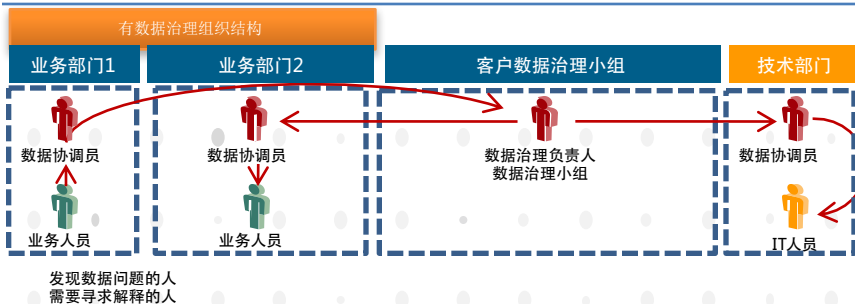 有数据治理组织结构
业务部门1
业务部门2
客户数据治理小组
技术部门
数据协调员
数据协调员
数据治理负责人
数据治理小组
数据协调员
业务人员
业务人员
IT人员
发现数据问题的人
需要寻求解释的人